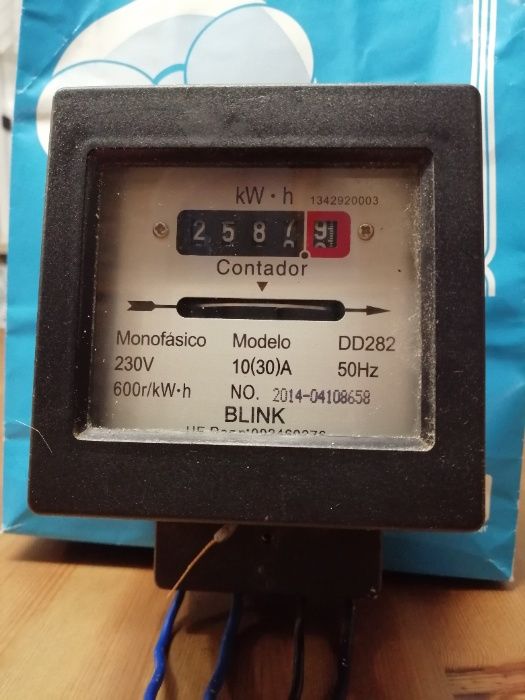 kW·h 1342920003
2 5 8 7 9
Contador
Monofásico Modelo DD282
230V 10(30)A 50Hz
600r/kW·h NO. 2014-04108658
BLINK